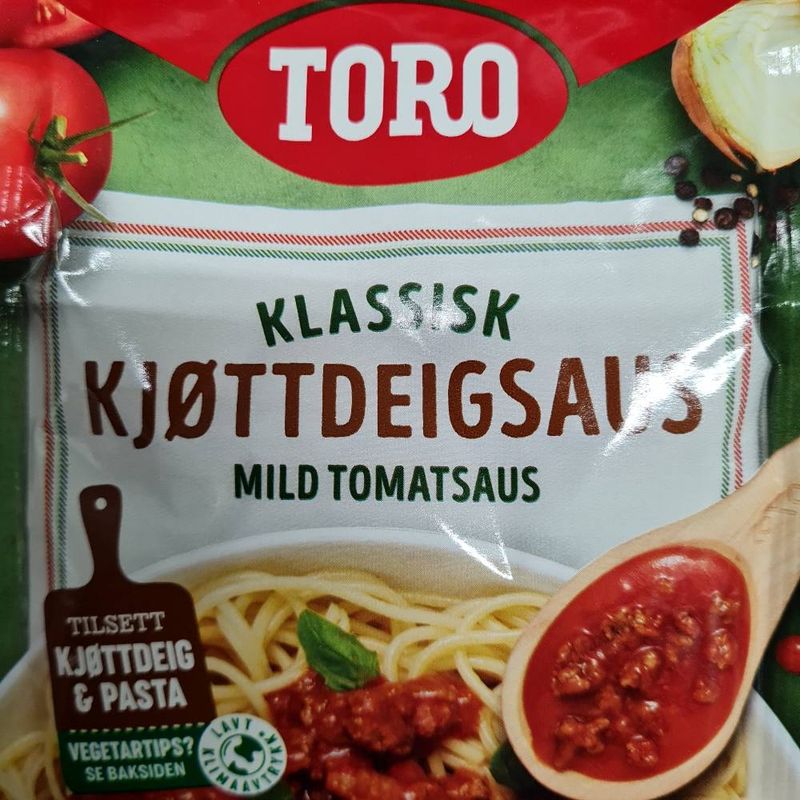 TORO
KLASSISK
KJØTTDEIGSAUS
MILD TOMATSAUS
TILSETT
KJØTTDEIG
& PASTA
VEGETARTIPS?
SE BAKSIDEN
LAVT
KLIMAAVTRYKK